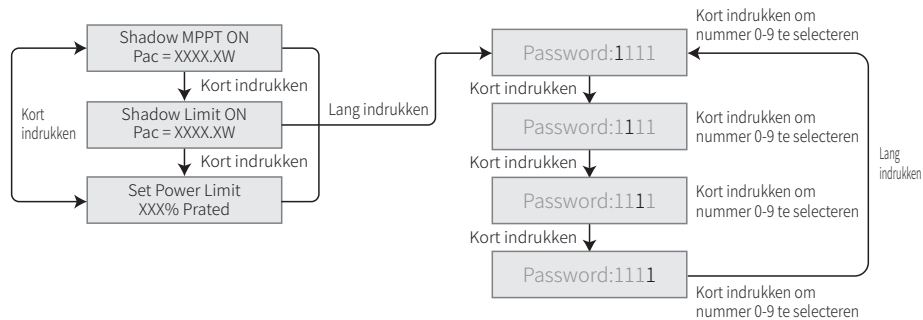 Shadow MPPT ON
Pac = XXXX.XW
Kort indrukken
Shadow Limit ON
Pac = XXXX.XW
Kort indrukken
Set Power Limit
XXX% Prated
Kort
indrukken
Lang indrukken
Password:1111
Kort indrukken om
nummer 0-9 te selecteren
Kort indrukken
Password:1111
Kort indrukken om
nummer 0-9 te selecteren
Kort indrukken
Password:1111
Kort indrukken om
nummer 0-9 te selecteren
Kort indrukken
Password:1111
Kort indrukken om
nummer 0-9 te selecteren
Lang
indrukken